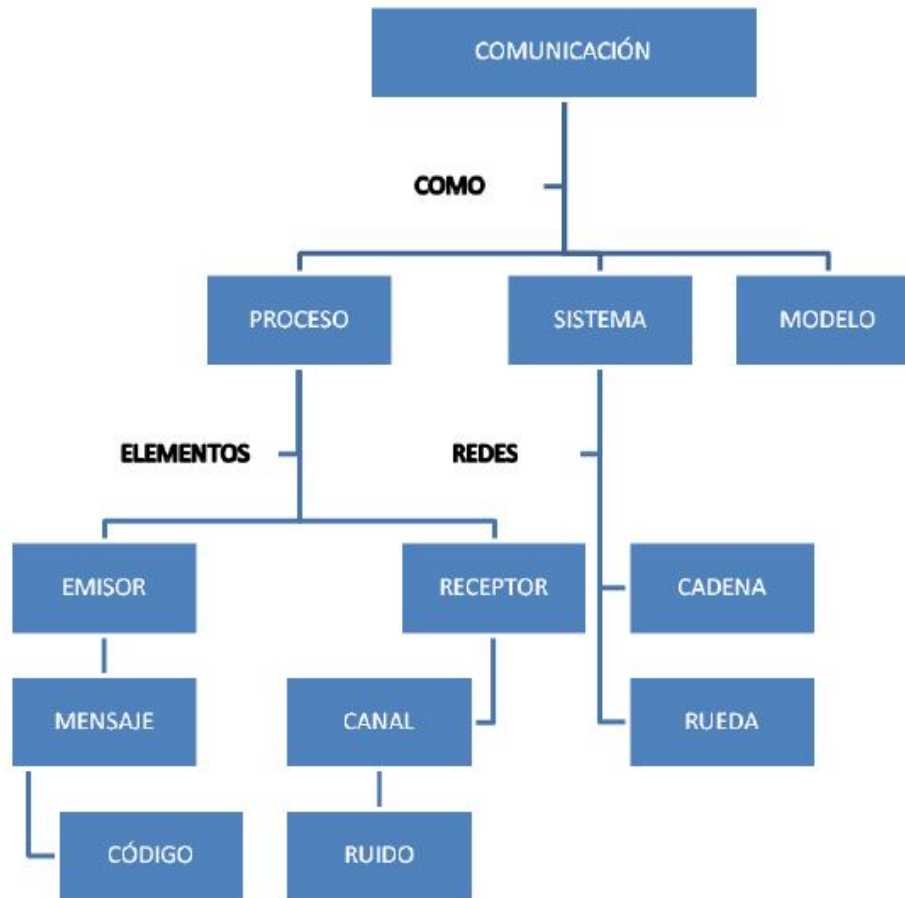 COMUNICACIÓN
COMO
PROCESO
SISTEMA
MODELO
ELEMENTOS
REDES
EMISOR
RECEPTOR
CADENA
MENSAJE
CANAL
RUEDA
CÓDIGO
RUIDO